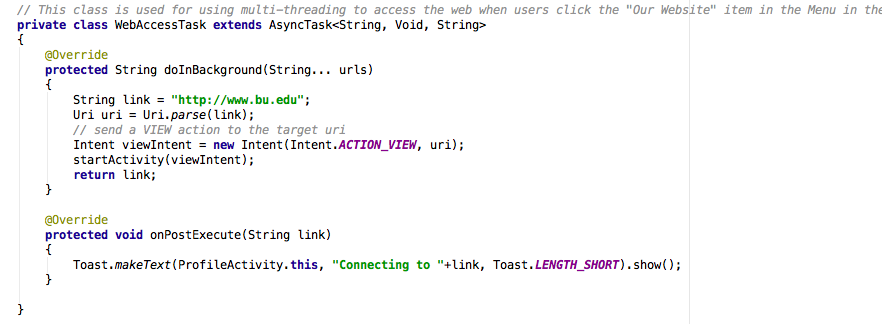 // This class is used for using multi-threading to access the web when users click the "Our Website" item in the Menu in the
private class WebAccessTask extends AsyncTask<String, Void, String>
{
@Override
protected String doInBackground(String... urls)
{
String link = "http://www.bu.edu";
Uri uri = Uri.parse(link);
// send a VIEW action to the target uri
Intent viewIntent = new Intent(Intent.ACTION_VIEW, uri);
startActivity(viewIntent);
return link;
}
@Override
protected void onPostExecute(String link)
{
Toast.makeText(ProfileActivity.this, "Connecting to "+link, Toast.LENGTH_SHORT).show();
}
}